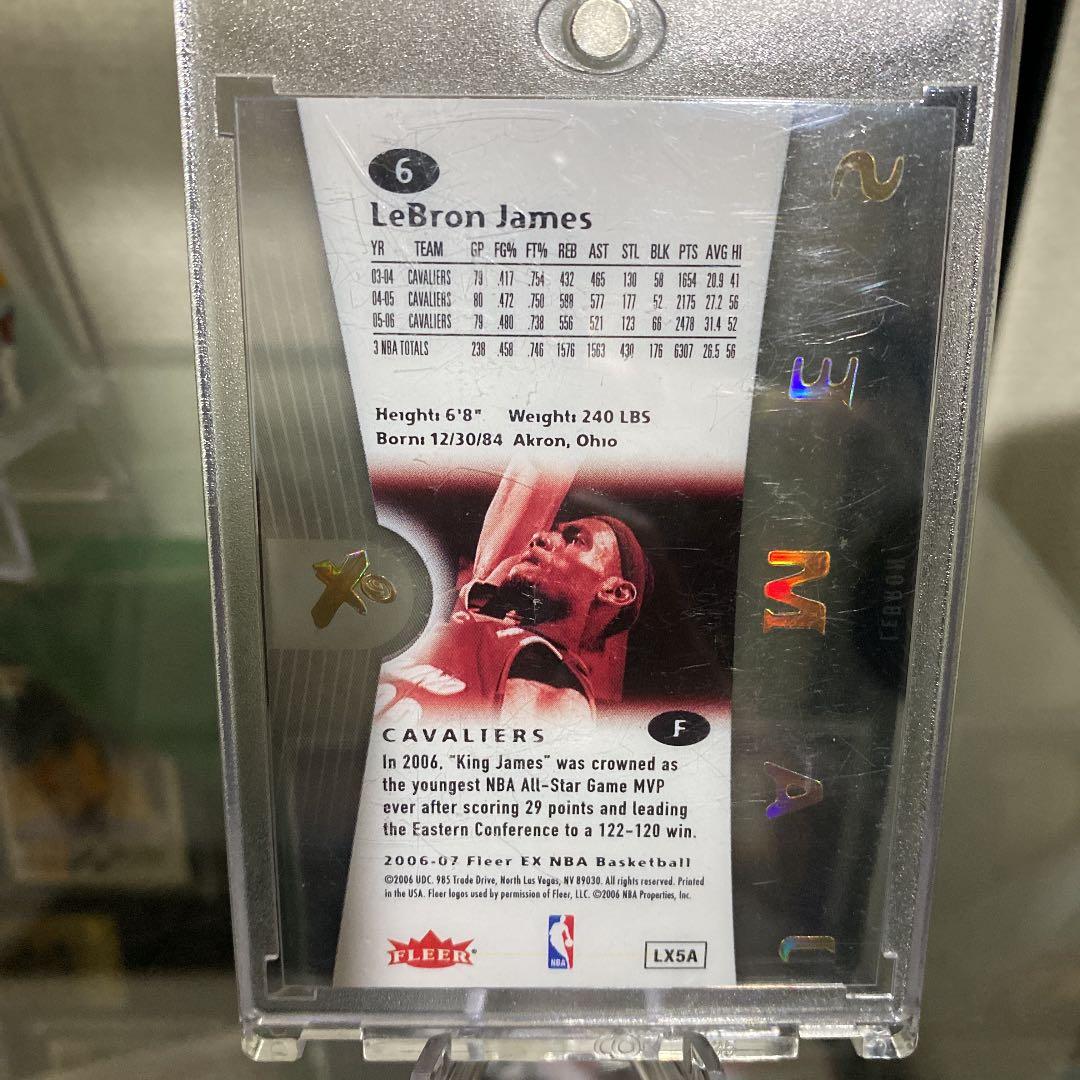 6
LeBron James
YR TEAM GP FG% FT% REB AST STL BLK PTS AVG HI
03-04 CAVALIERS 79 .417 .754 432 465 130 58 1654 20.9 41
04-05 CAVALIERS 80 .472 .750 588 577 177 52 2175 27.2 56
05-06 CAVALIERS 79 .480 .738 556 521 123 66 2478 31.4 52
3 NBA TOTALS 238 .458 .746 1576 1563 430 176 6307 26.5 56
Height: 6'8" Weight: 240 LBS
Born: 12/30/84 Akron, Ohio
X
CAVALIERS
F
In 2006, "King James" was crowned as
the youngest NBA All-Star Game MVP
ever after scoring 29 points and leading
the Eastern Conference to a 122-120 win.
2006-07 Fleer EX NBA Basketball
©2006 UDC. 985 Trade Drive, North Las Vegas, NV 89030. All rights reserved. Printed
in the USA. Fleer logos used by permission of Fleer, LLC. ©2006 NBA Properties, Inc.
FLEER®
NBA
LX5A
JAMES
LEBRON